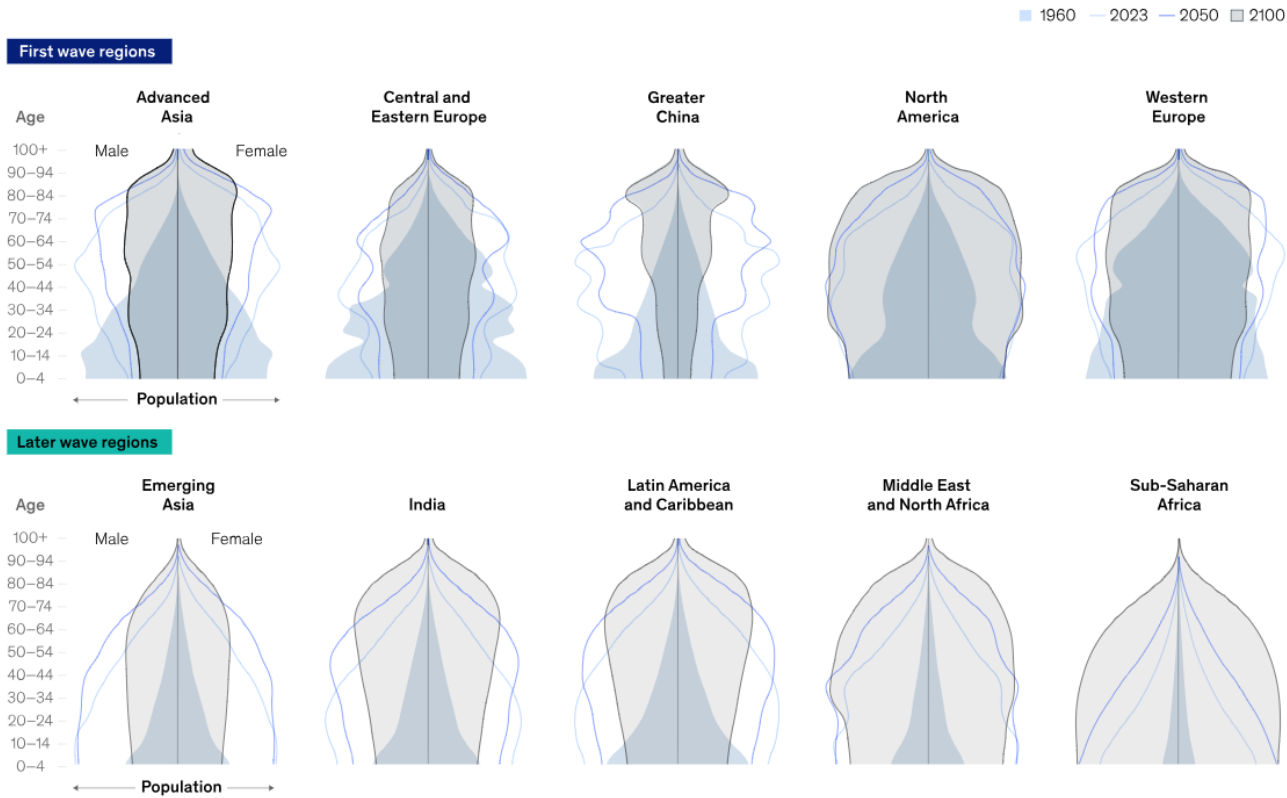 1960 2023 2050 2100
First wave regions
Age
Advanced
Asia
Central and
Eastern Europe
Greater
China
North
America
Western
Europe
Male Female
100+
90–94
80–84
70–74
60–64
50–54
40–44
30–34
20–24
10–14
0–4
Population
Later wave regions
Age
Emerging
Asia
India
Latin America
and Caribbean
Middle East
and North Africa
Sub-Saharan
Africa
Male Female
100+
90–94
80–84
70–74
60–64
50–54
40–44
30–34
20–24
10–14
0–4
Population